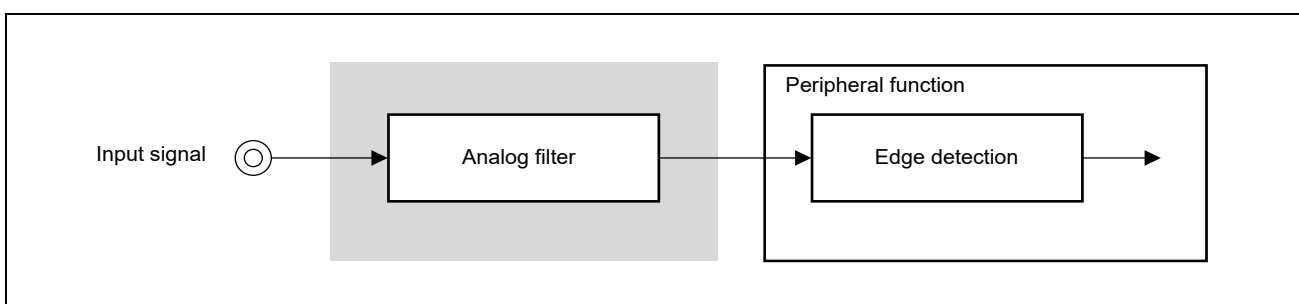 Peripheral function
Input signal
Analog filter
Edge detection